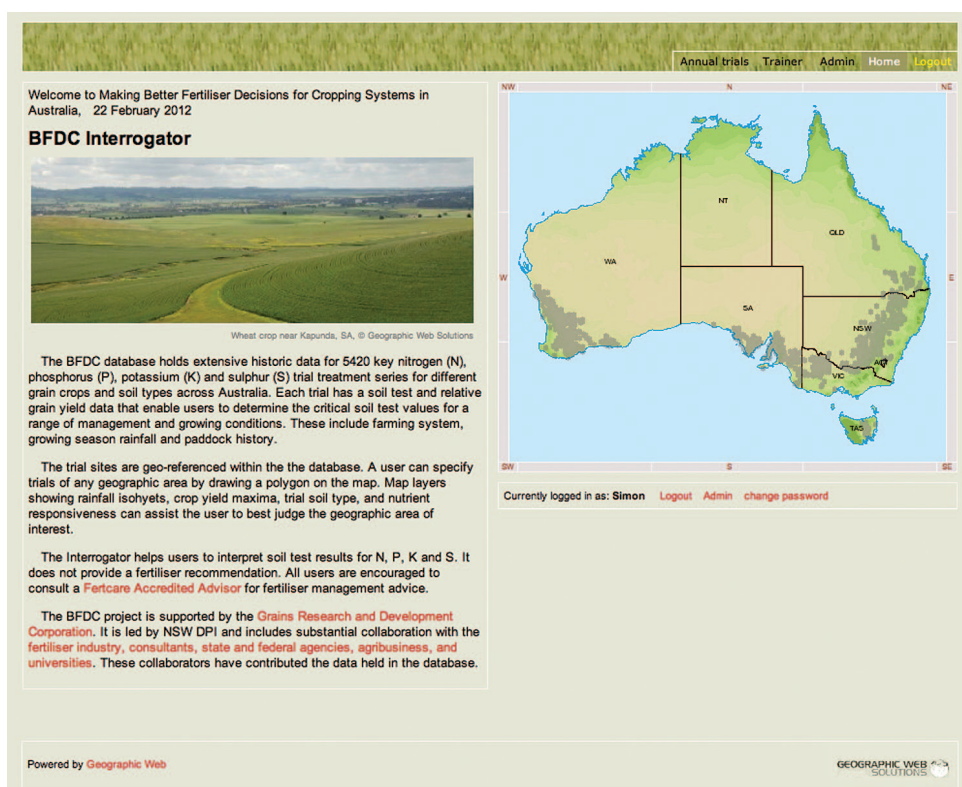 Annual trials Trainer Admin Home Logout
Welcome to Making Better Fertiliser Decisions for Cropping Systems in
Australia, 22 February 2012
BFDC Interrogator
Wheat crop near Kapunda, SA, © Geographic Web Solutions
The BFDC database holds extensive historic data for 5420 key nitrogen (N),
phosphorus (P), potassium (K) and sulphur (S) trial treatment series for different
grain crops and soil types across Australia. Each trial has a soil test and relative
grain yield data that enable users to determine the critical soil test values for a
range of management and growing conditions. These include farming system,
growing season rainfall and paddock history.
The trial sites are geo-referenced within the the database. A user can specify
trials of any geographic area by drawing a polygon on the map. Map layers
showing rainfall isohyets, crop yield maxima, trial soil type, and nutrient
responsiveness can assist the user to best judge the geographic area of
interest.
The Interrogator helps users to interpret soil test results for N, P, K and S. It
does not provide a fertiliser recommendation. All users are encouraged to
consult a Fertcare Accredited Advisor for fertiliser management advice.
The BFDC project is supported by the Grains Research and Development
Corporation. It is led by NSW DPI and includes substantial collaboration with the
fertiliser industry, consultants, state and federal agencies, agribusiness, and
universities. These collaborators have contributed the data held in the database.
NW N NE
NT
QLD
WA
W E
SA
NSW
ACT
VIC
TAS
SW S SE
Currently logged in as: Simon Logout Admin change password
Powered by Geographic Web
GEOGRAPHIC WEB
SOLUTIONS